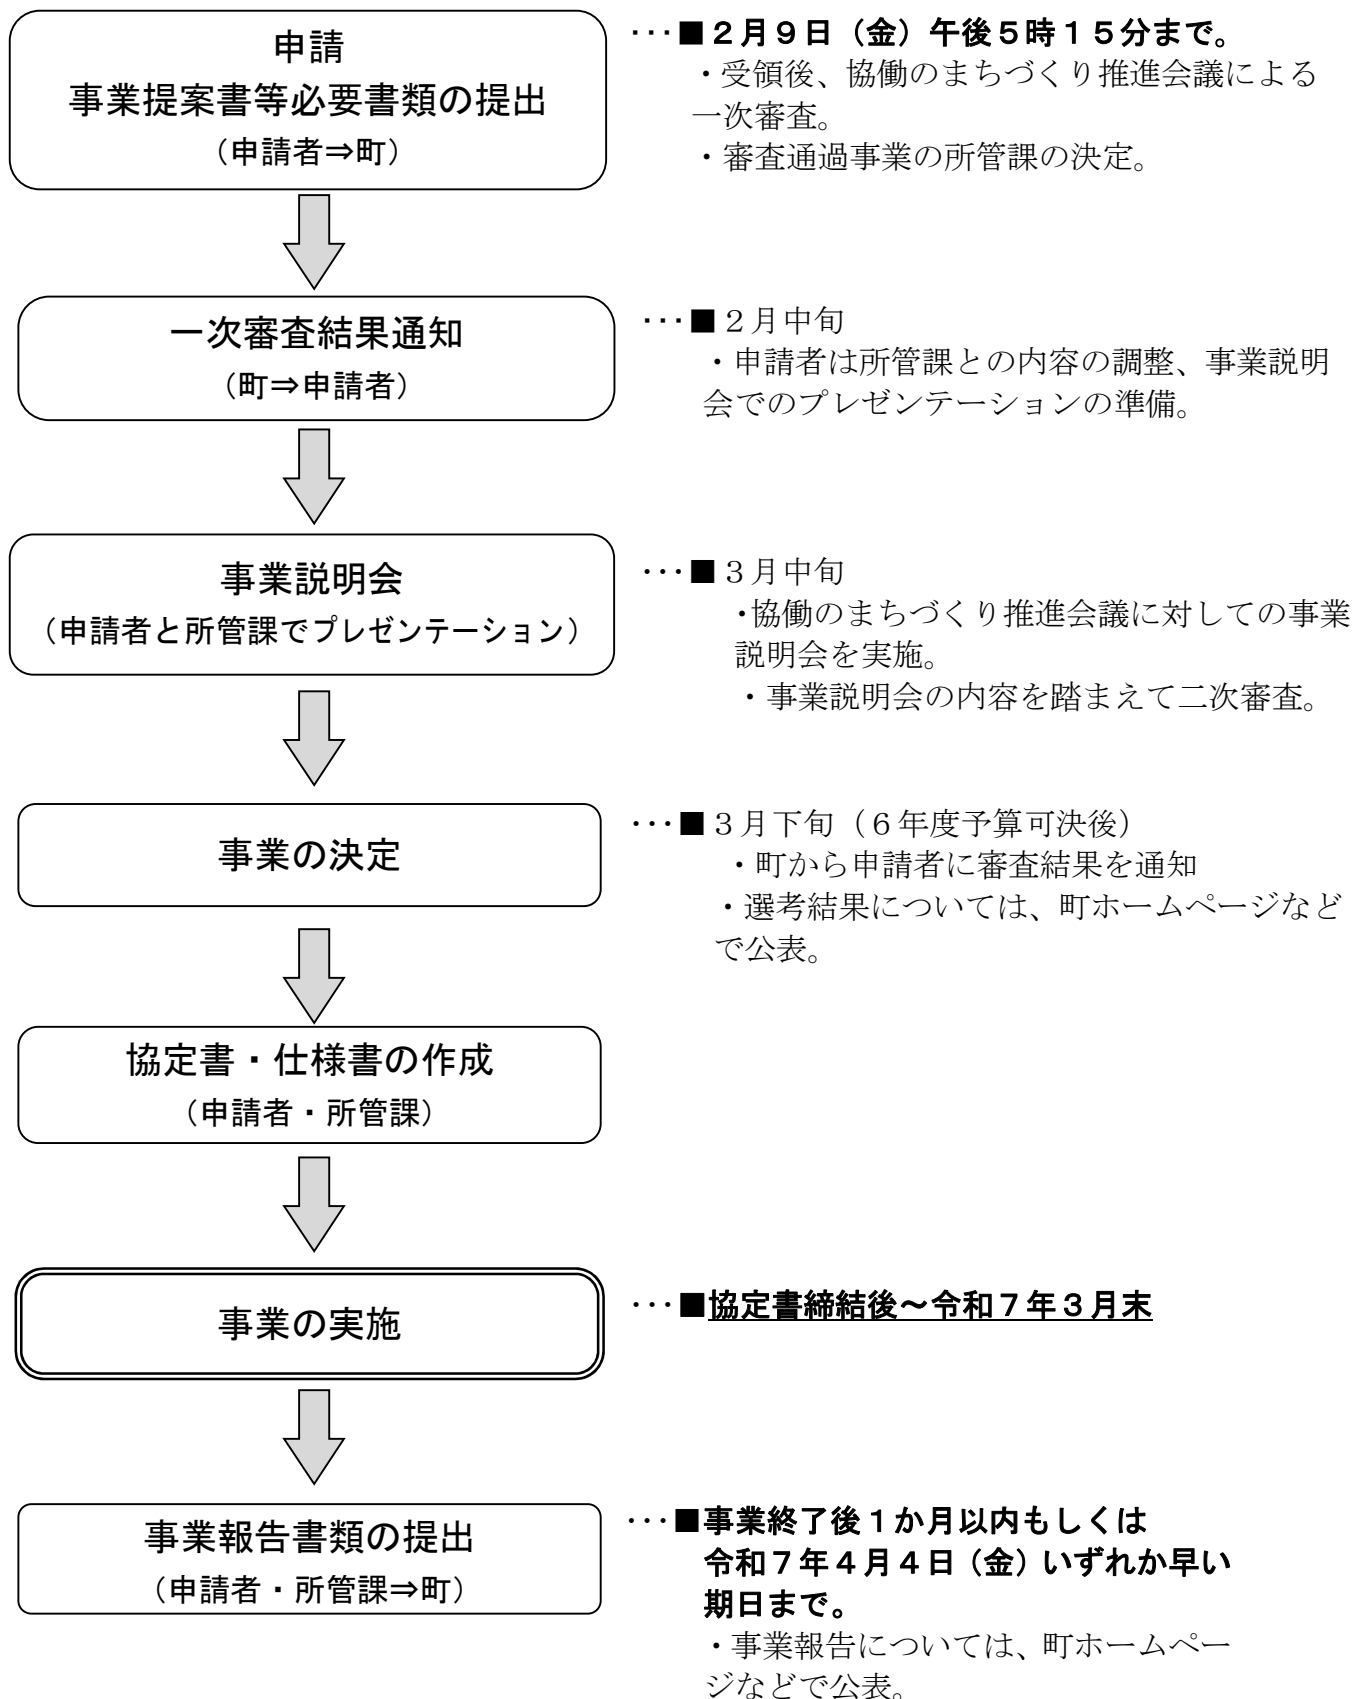 申請
事業提案書等必要書類の提出
（申請者⇒町）
･･･■２月９日（金）午後５時１５分まで。
・受領後、協働のまちづくり推進会議による
一次審査。
・審査通過事業の所管課の決定。
一次審査結果通知
（町⇒申請者）
･･･■２月中旬
・申請者は所管課との内容の調整、事業説明
会でのプレゼンテーションの準備。
事業説明会
（申請者と所管課でプレゼンテーション）
･･･■３月中旬
・協働のまちづくり推進会議に対しての事業
説明会を実施。
・事業説明会の内容を踏まえて二次審査。
事業の決定
･･･■３月下旬（６年度予算可決後）
・町から申請者に審査結果を通知
・選考結果については、町ホームページなど
で公表。
協定書・仕様書の作成
（申請者・所管課）
事業の実施
･･･■協定書締結後～令和７年３月末
事業報告書類の提出
（申請者・所管課⇒町）
･･･■事業終了後１か月以内もしくは
令和７年４月４日（金）いずれか早い
期日まで。
・事業報告については、町ホームペー
ジなどで公表。